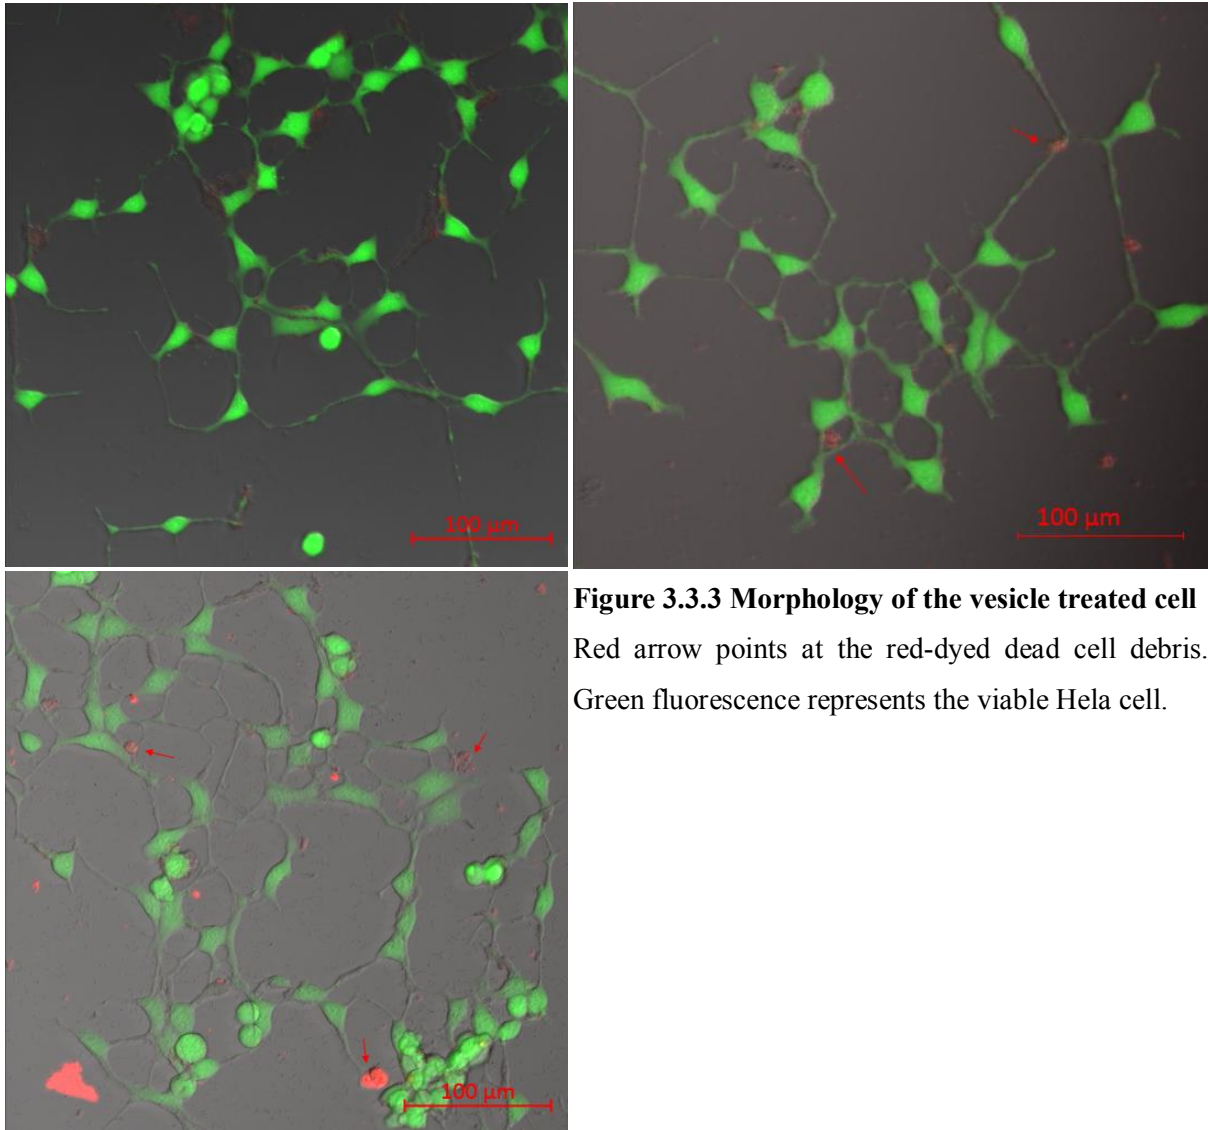 100 μm
100 μm
Figure 3.3.3 Morphology of the vesicle treated cell
Red arrow points at the red-dyed dead cell debris.
Green fluorescence represents the viable Hela cell.
100 μm